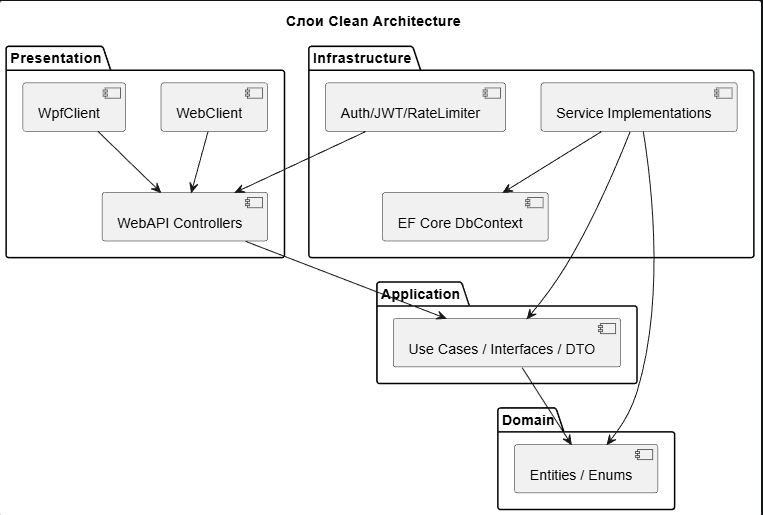 Слои Clean Architecture
Presentation
Infrastructure
WpfClient
WebClient
Auth/JWT/RateLimiter
Service Implementations
WebAPI Controllers
EF Core DbContext
Application
Use Cases / Interfaces / DTO
Domain
Entities / Enums